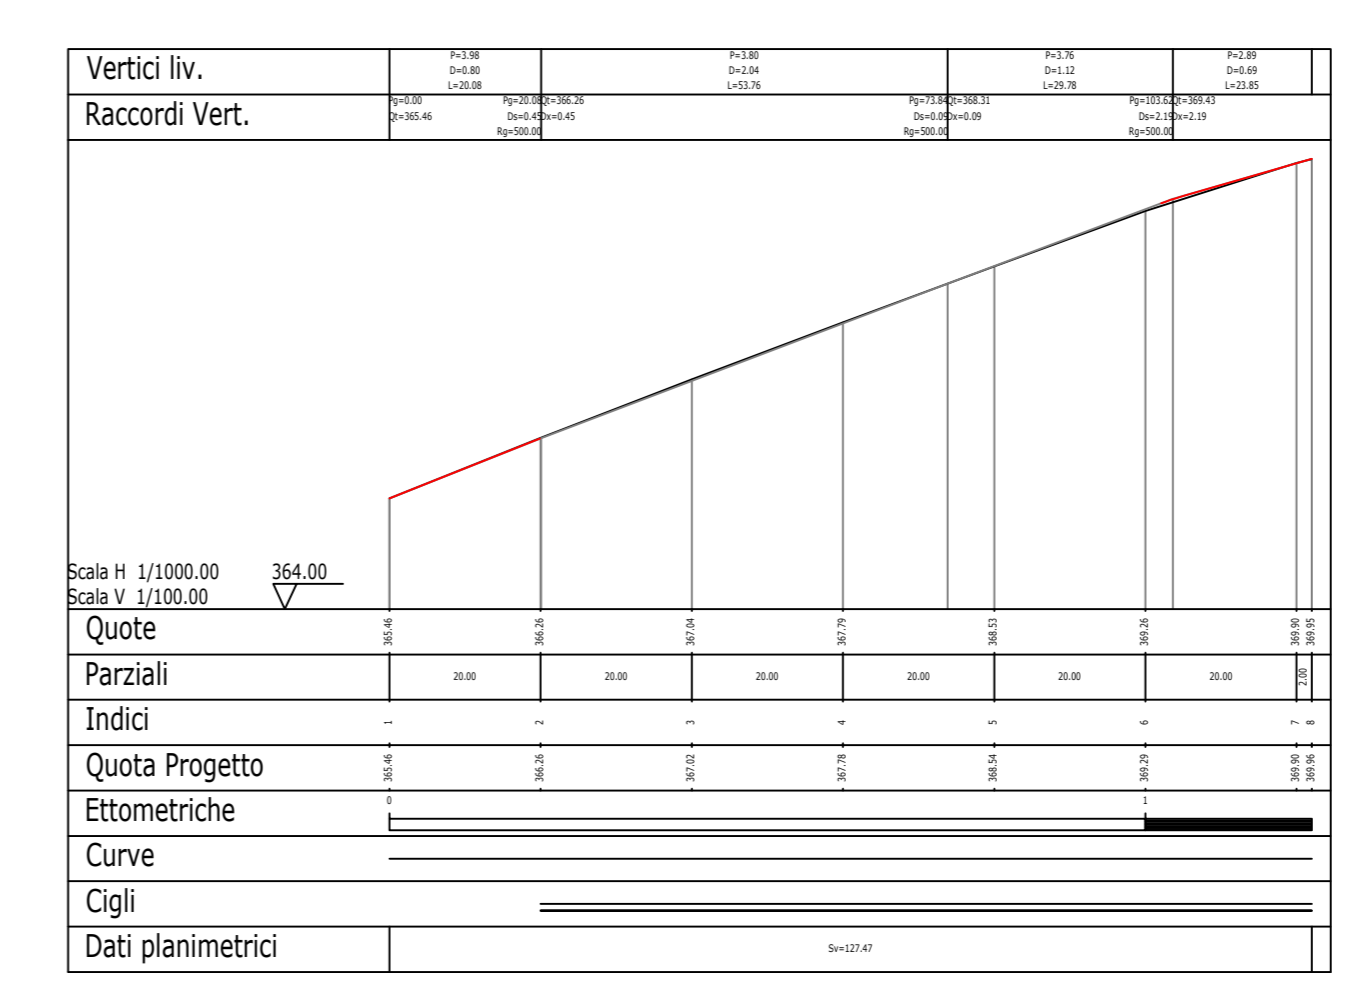 Vertici liv.
P=3.98
D=0.80
L=20.08
P=3.80
D=2.04
L=53.76
P=3.76
D=1.12
L=29.78
P=2.89
D=0.69
L=23.85
Raccordi Vert.
Pg=0.00
Qt=365.46
Pg=20.08
Ds=0.45
Rg=500.00
Qt=366.26
Dx=0.45
Pg=73.84
Ds=0.09
Rg=500.00
Qt=368.31
Dx=0.09
Pg=103.62
Ds=2.19
Rg=500.00
Qt=369.43
Dx=2.19
Scala H 1/1000.00
Scala V 1/100.00
364.00
Quote
365.46
366.26
367.04
367.79
368.53
369.26
369.90
369.95
Parziali
20.00
20.00
20.00
20.00
20.00
20.00
2.00
Indici
1
2
3
4
5
6
7
8
Quota Progetto
365.46
366.26
367.02
367.78
368.54
369.29
369.90
369.96
Ettometriche
0
1
Curve
Cigli
Dati planimetrici
Sv=127.47